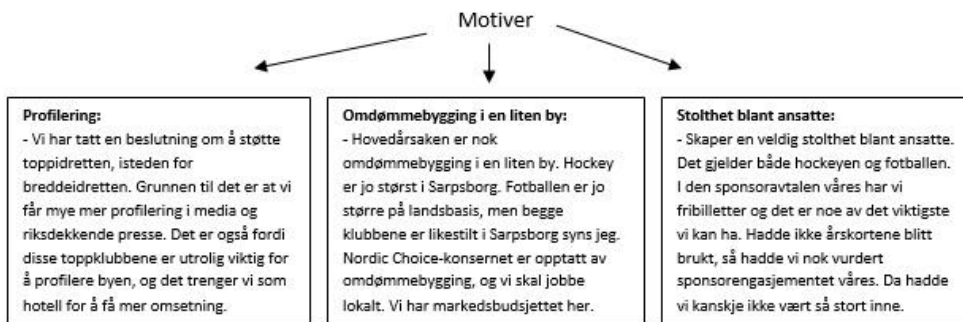 Motiver
Profilering:
- Vi har tatt en beslutning om å støtte
toppidretten, isteden for
breddeidretten. Grunnen til det er at vi
får mye mer profilering i media og
riksdekkende presse. Det er også fordi
disse toppklubbene er utrolig viktig for
å profilere byen, og det trenger vi som
hotell for å få mer omsetning.
Omdømmebygging i en liten by:
- Hovedårsaken er nok
omdømmebygging i en liten by. Hockey
er jo størst i Sarpsborg. Fotballen er jo
større på landsbasis, men begge
klubbene er likestilt i Sarpsborg syns jeg.
Nordic Choice-konsernet er opptatt av
omdømmebygging, og vi skal jobbe
lokalt. Vi har markedsbudsjettet her.
Stolthet blant ansatte:
- Skaper en veldig stolthet blant ansatte.
Det gjelder både hockeyen og fotballen.
I den sponsoravtalen våres har vi
fribilletter og det er noe av det viktigste
vi kan ha. Hadde ikke årskortene blitt
brukt, så hadde vi nok vurdert
sponsorengasjementet våres. Da hadde
vi kanskje ikke vært så stort inne.